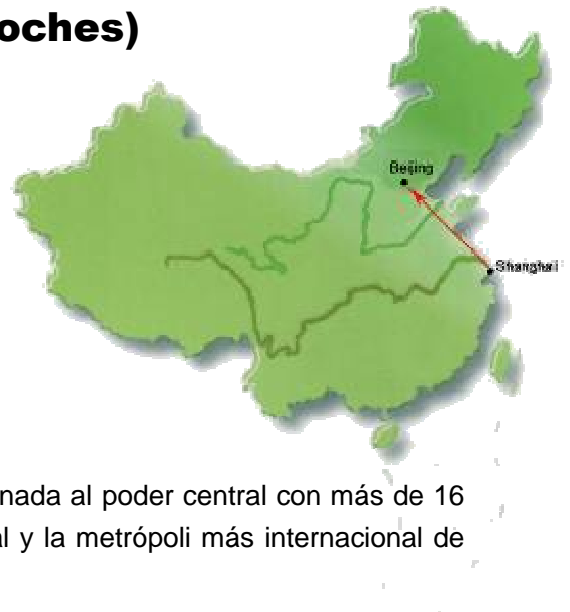 oches)
Beijing
Shanghai
nada al poder central con más de 16
al y la metrópoli más internacional de